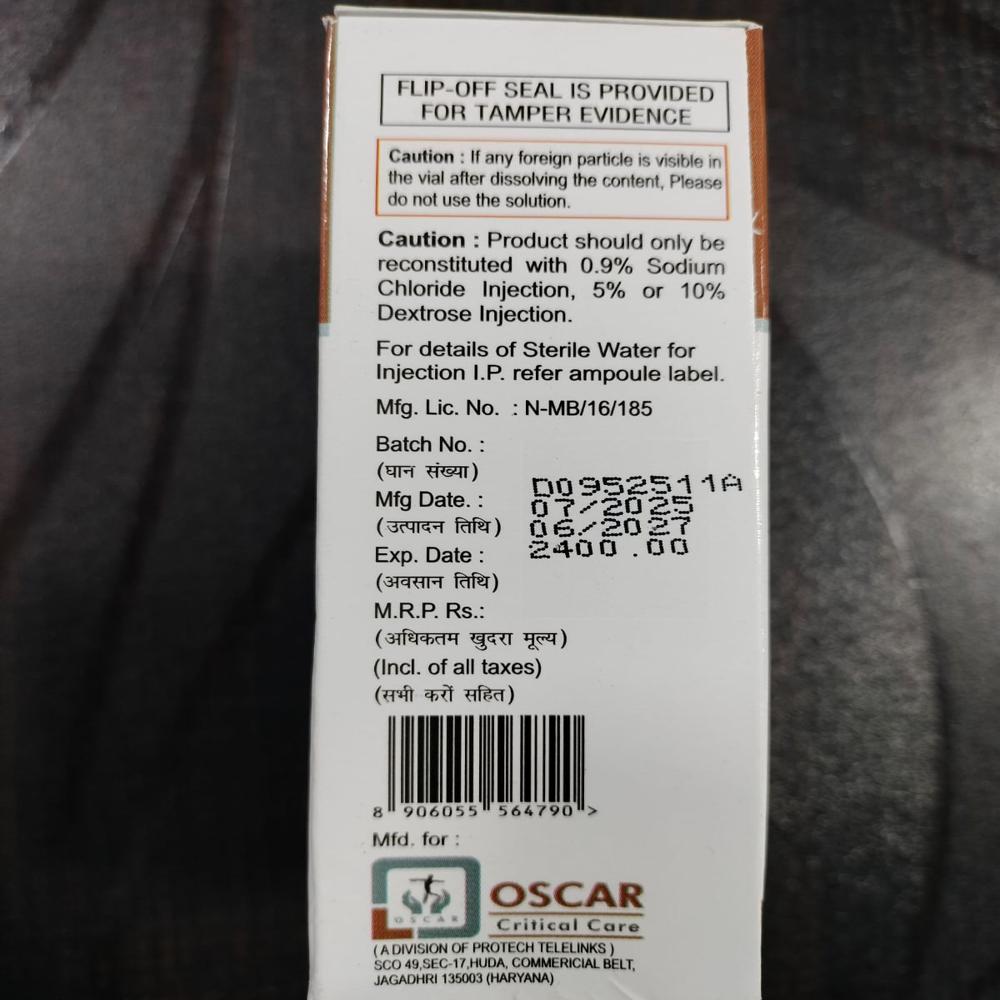 FLIP-OFF SEAL IS PROVIDED
FOR TAMPER EVIDENCE
Caution : If any foreign particle is visible in
the vial after dissolving the content, Please
do not use the solution.
Caution : Product should only be
reconstituted with 0.9% Sodium
Chloride Injection, 5% or 10%
Dextrose Injection.
For details of Sterile Water for
Injection I.P. refer ampoule label.
Mfg. Lic. No. : N-MB/16/185
Batch No. :
(घान संख्या)
Mfg Date. :
(उत्पादन तिथि)
Exp. Date :
(अवसान तिथि)
M.R.P. Rs.:
(अधिकतम खुदरा मूल्य)
(Incl. of all taxes)
(सभी करों सहित)
D0952511A
07/2025
06/2027
2400.00
8 906055 564790 >
Mfd. for :
OSCAR
OSCAR
Critical Care
(A DIVISION OF PROTECH TELELINKS)
SCO 49,SEC-17,HUDA, COMMERICIAL BELT,
JAGADHRI 135003 (HARYANA)